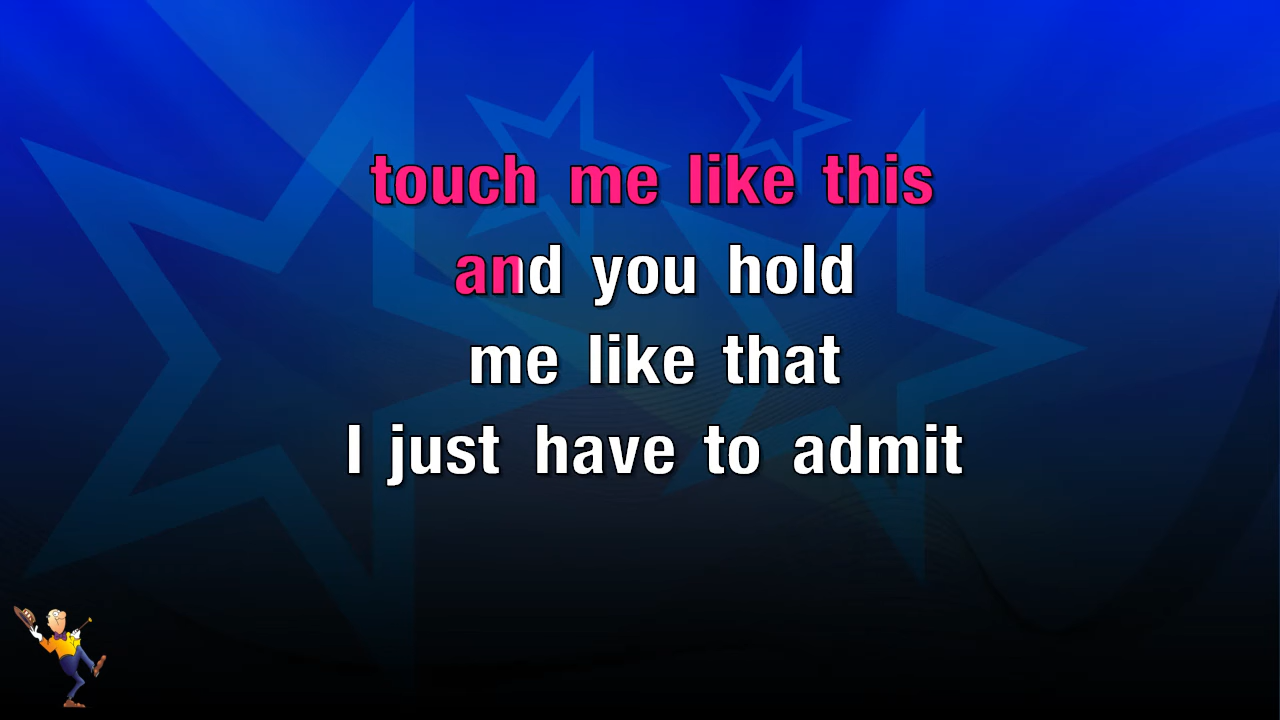 touch me like this
and you hold
me like that
I just have to admit